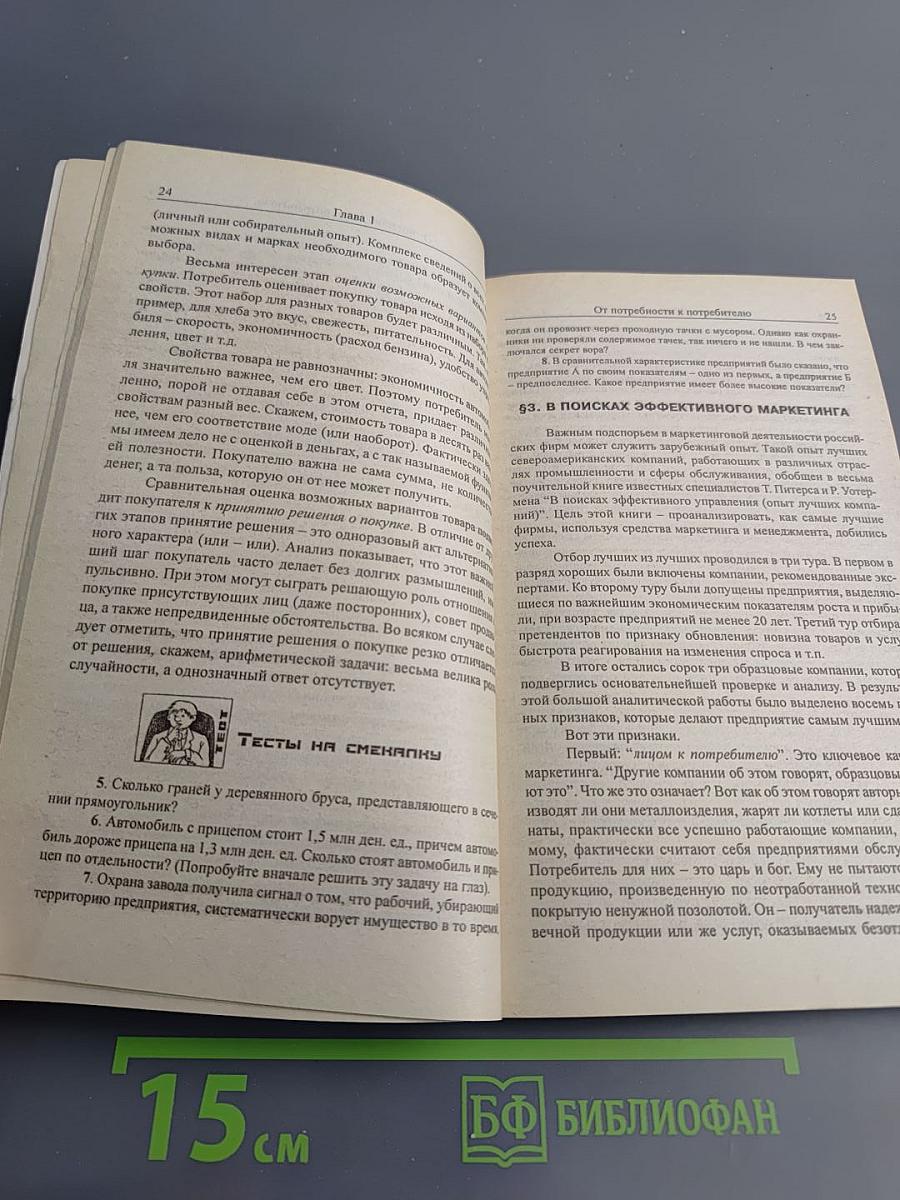 24
Глава 1
(личный или собирательный опыт). Комплекс сведений о
можных видах и марках необходимого товара образует
выбора.
Весьма интересен этап оценки возможных
купки. Потребитель оценивает покупку товара исходя из
свойств. Этот набор для разных товаров будет различным.
пример, для хлеба это вкус, свежесть, питательность. Для
биля – скорость, экономичность (расход бензина), удобство
ления, цвет и т.д.
Свойства товара не равнозначны: экономичность
ля значительно важнее, чем его цвет. Поэтому потребитель
ленно, порой не отдавая себе в этом отчета, придает
свойствам разный вес. Скажем, стоимость товара в десять раз
нее, чем его соответствие моде (или наоборот). Фактически
мы имеем дело не с оценкой в деньгах, а с так называемой
ей полезности. Покупателю важна не сама сумма, не
денег, а та польза, которую он от нее может получить.
Сравнительная оценка возможных вариантов товара
дит покупателя к принятию решения о покупке. В отличие от
гих этапов принятие решения – это одноразовый акт
ного характера (или – или). Анализ показывает, что этот
ший шаг покупатель часто делает без долгих размышлений,
пульсивно. При этом могут сыграть решающую роль
покупке присутствующих лиц (даже посторонних), совет
ца, а также непредвиденные обстоятельства. Во всяком случае
дует отметить, что принятие решения о покупке резко
от решения, скажем, арифметической задачи: весьма велика
случайности, а однозначный ответ отсутствует.
ТЕСТ
Тесты на смекалку
5. Сколько граней у деревянного бруса, представляющего в сече-
нии прямоугольник?
6. Автомобиль с прицепом стоит 1,5 млн ден. ед., причем автомо-
биль дороже прицепа на 1,3 млн ден. ед. Сколько стоят автомобиль и при-
цеп по отдельности? (Попробуйте вначале решить эту задачу на глаз).
7. Охрана завода получила сигнал о том, что рабочий, убирающий
территорию предприятия, систематически ворует имущество в то время,
От потребности к потребителю
25
когда он провозит через проходную тачки с мусором. Однако как охран-
ники ни проверяли содержимое тачек, так ничего и не нашли. В чем зак-
лючался секрет вора?
8. В сравнительной характеристике предприятий было сказано, что
предприятие А по своим показателям – одно из первых, а предприятие Б
– предпоследнее. Какое предприятие имеет более высокие показатели?
§3. В ПОИСКАХ ЭФФЕКТИВНОГО МАРКЕТИНГА
Важным подспорьем в маркетинговой деятельности россий-
ских фирм может служить зарубежный опыт. Такой опыт лучших
североамериканских компаний, работающих в различных отрас-
лях промышленности и сферы обслуживания, обобщен в весьма
поучительной книге известных специалистов Т. Питерса и Р. Уотер-
мена “В поисках эффективного управления (опыт лучших компа-
ний)”. Цель этой книги – проанализировать, как самые лучшие
фирмы, используя средства маркетинга и менеджмента, добились
успеха.
Отбор лучших из лучших проводился в три тура. В первом в
разряд хороших были включены компании, рекомендованные экс-
пертами. Ко второму туру были допущены предприятия, выделяю-
щиеся по важнейшим экономическим показателям роста и прибы-
ли, при возрасте предприятий не менее 20 лет. Третий тур отбира
претендентов по признаку обновления: новизна товаров и услу
быстрота реагирования на изменения спроса и т.п.
В итоге остались сорок три образцовые компании, котор
подверглись основательнейшей проверке и анализу. В резуль
этой большой аналитической работы было выделено восемь
ных признаков, которые делают предприятие самым лучшим
Вот эти признаки.
Первый: “лицом к потребителю”. Это ключевое ка
маркетинга. “Другие компании об этом говорят, образцовы
ют это”. Что же это означает? Вот как об этом говорят авторы
изводят ли они металлоизделия, жарят ли котлеты или сда
наты, практически все успешно работающие компании,
мому, фактически считают себя предприятиями обслу
Потребитель для них – это царь и бог. Ему не пытают
продукцию, произведенную по неотработанной техно
покрытую ненужной позолотой. Он – получатель надеж
вечной продукции или же услуг, оказываемых безот
15 см
БФ БИБЛИОФАН